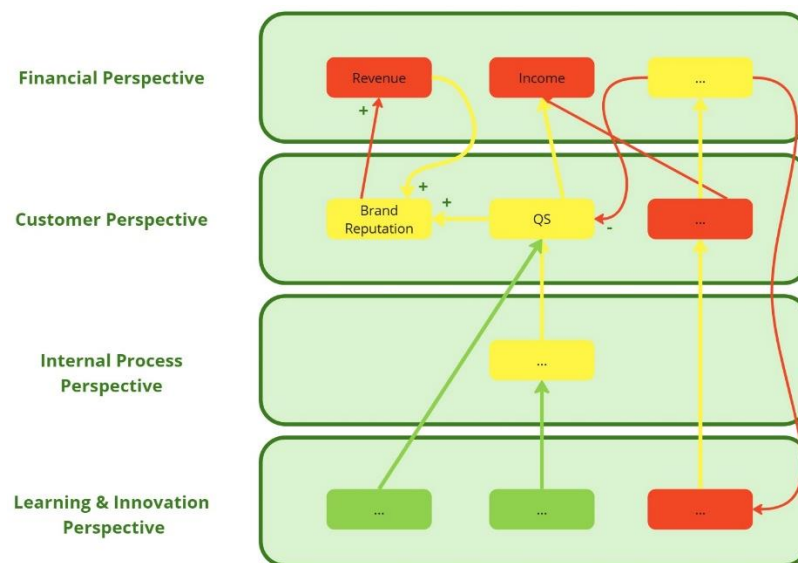 Financial Perspective
Revenue
Income
...
+
+
+
Customer Perspective
Brand
Reputation
QS
-
...
Internal Process
Perspective
...
Learning & Innovation
Perspective
...
...
...